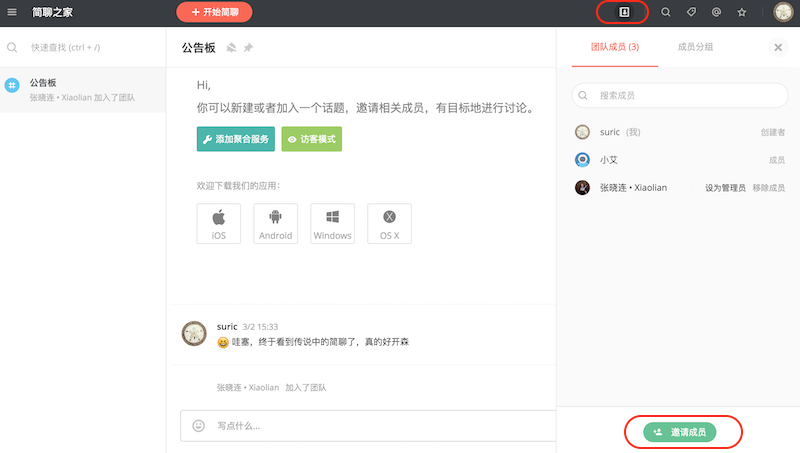 简聊之家
+ 开始简聊
快速查找 (ctrl + /)
公告板
张晓连 • Xiaolian 加入了团队
公告板
Hi,
你可以新建或者加入一个话题，邀请相关成员，有目标地进行讨论。
添加聚合服务
访客模式
欢迎下载我们的应用：
iOS
Android
Windows
OS X
suric 3/2 15:33
哇塞，终于看到传说中的简聊了，真的好开森
张晓连 • Xiaolian 加入了团队
写点什么...
团队成员 (3)
成员分组
搜索成员
suric (我) 创建者
小艾 成员
张晓连 • Xiaolian 设为管理员 移除成员
邀请成员